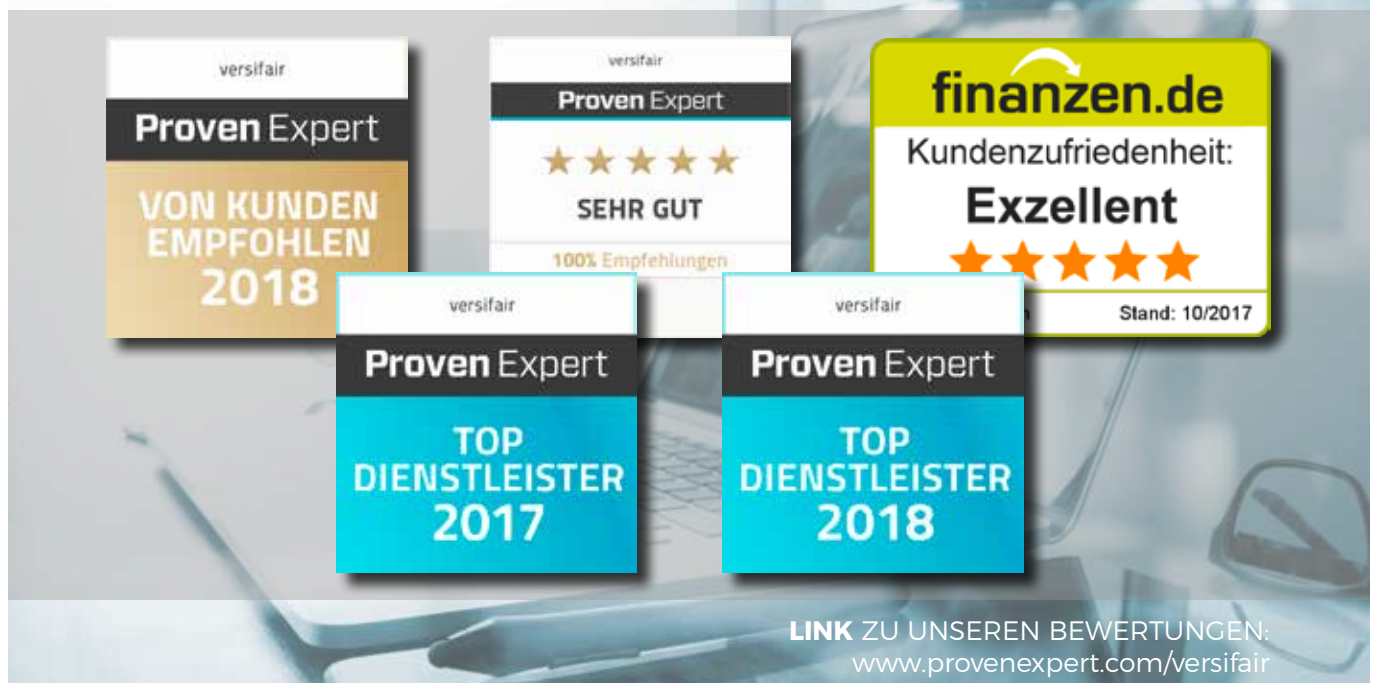 versifair
Proven Expert
VON KUNDEN
EMPFOHLEN
2018
versifair
Proven Expert
SEHR GUT
100% Empfehlungen
finanzen.de
Kundenzufriedenheit:
Exzellent
Stand: 10/2017
versifair
Proven Expert
TOP
DIENSTLEISTER
2017
versifair
Proven Expert
TOP
DIENSTLEISTER
2018
LINK ZU UNSEREN BEWERTUNGEN:
www.provenexpert.com/versifair